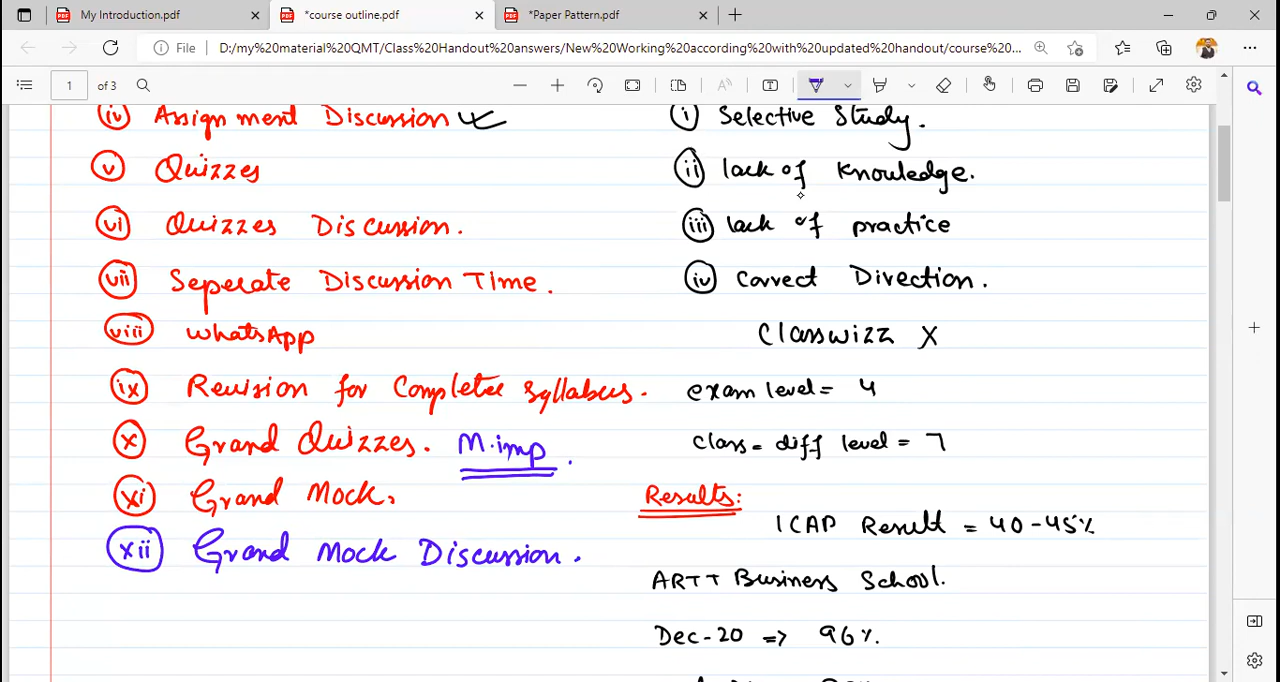 My Introduction.pdf
*course outline.pdf
*Paper Pattern.pdf
File
D:/my%20material%20QMT/Class%20Handout%20answers/New%20Working%20according%20with%20updated%20handout/course%20...
1
of 3
iv Assignment Discussion
v Quizzes
vi Quizzes Discussion.
vii Seperate Discussion Time.
viii WhatsApp
ix Revision for Complete Syllabus.
x Grand Quizzes. M.imp.
xi Grand Mock.
xii Grand Mock Discussion.
i Selective Study.
ii lack of Knowledge.
iii lack of practice
iv Correct Direction.
Classwizz X
exam level = 4
class = diff level = 7
Results:
ICAP Result = 40-45%
ARTT Business School.
Dec-20 => 96%.